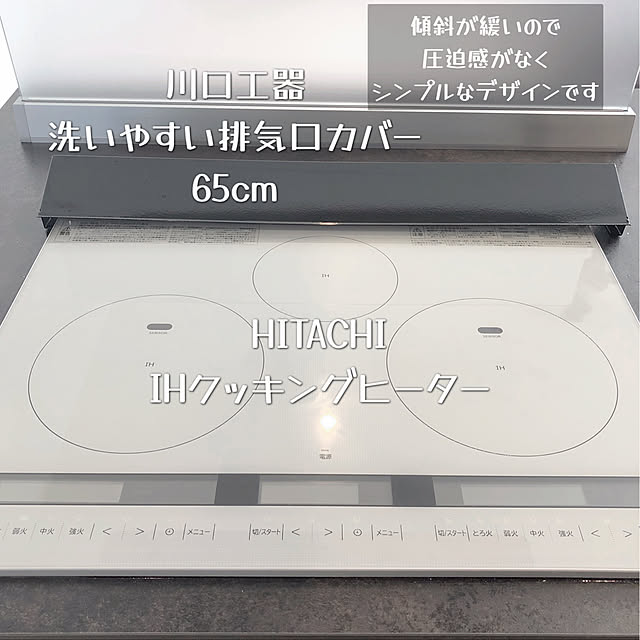 傾斜が緩いので
圧迫感がなく
シンプルなデザインです
川口工器
洗いやすい排気口カバー
65cm
IH
HITACHI
IH
IH
IHクッキングヒーター
電源
弱火 中火 強火 < > メニュー 切/スタート < > メニュー 切/スタート とろ火 弱火 中火 強火 < >